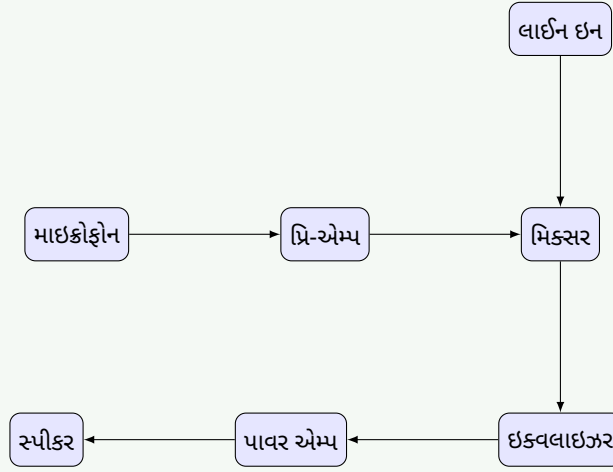 લાઈન ઇન
માઇક્રોફોન
પ્રિ-એમ્પ
મિક્સર
સ્પીકર
પાવર એમ્પ
ઇક્વલાઇઝર